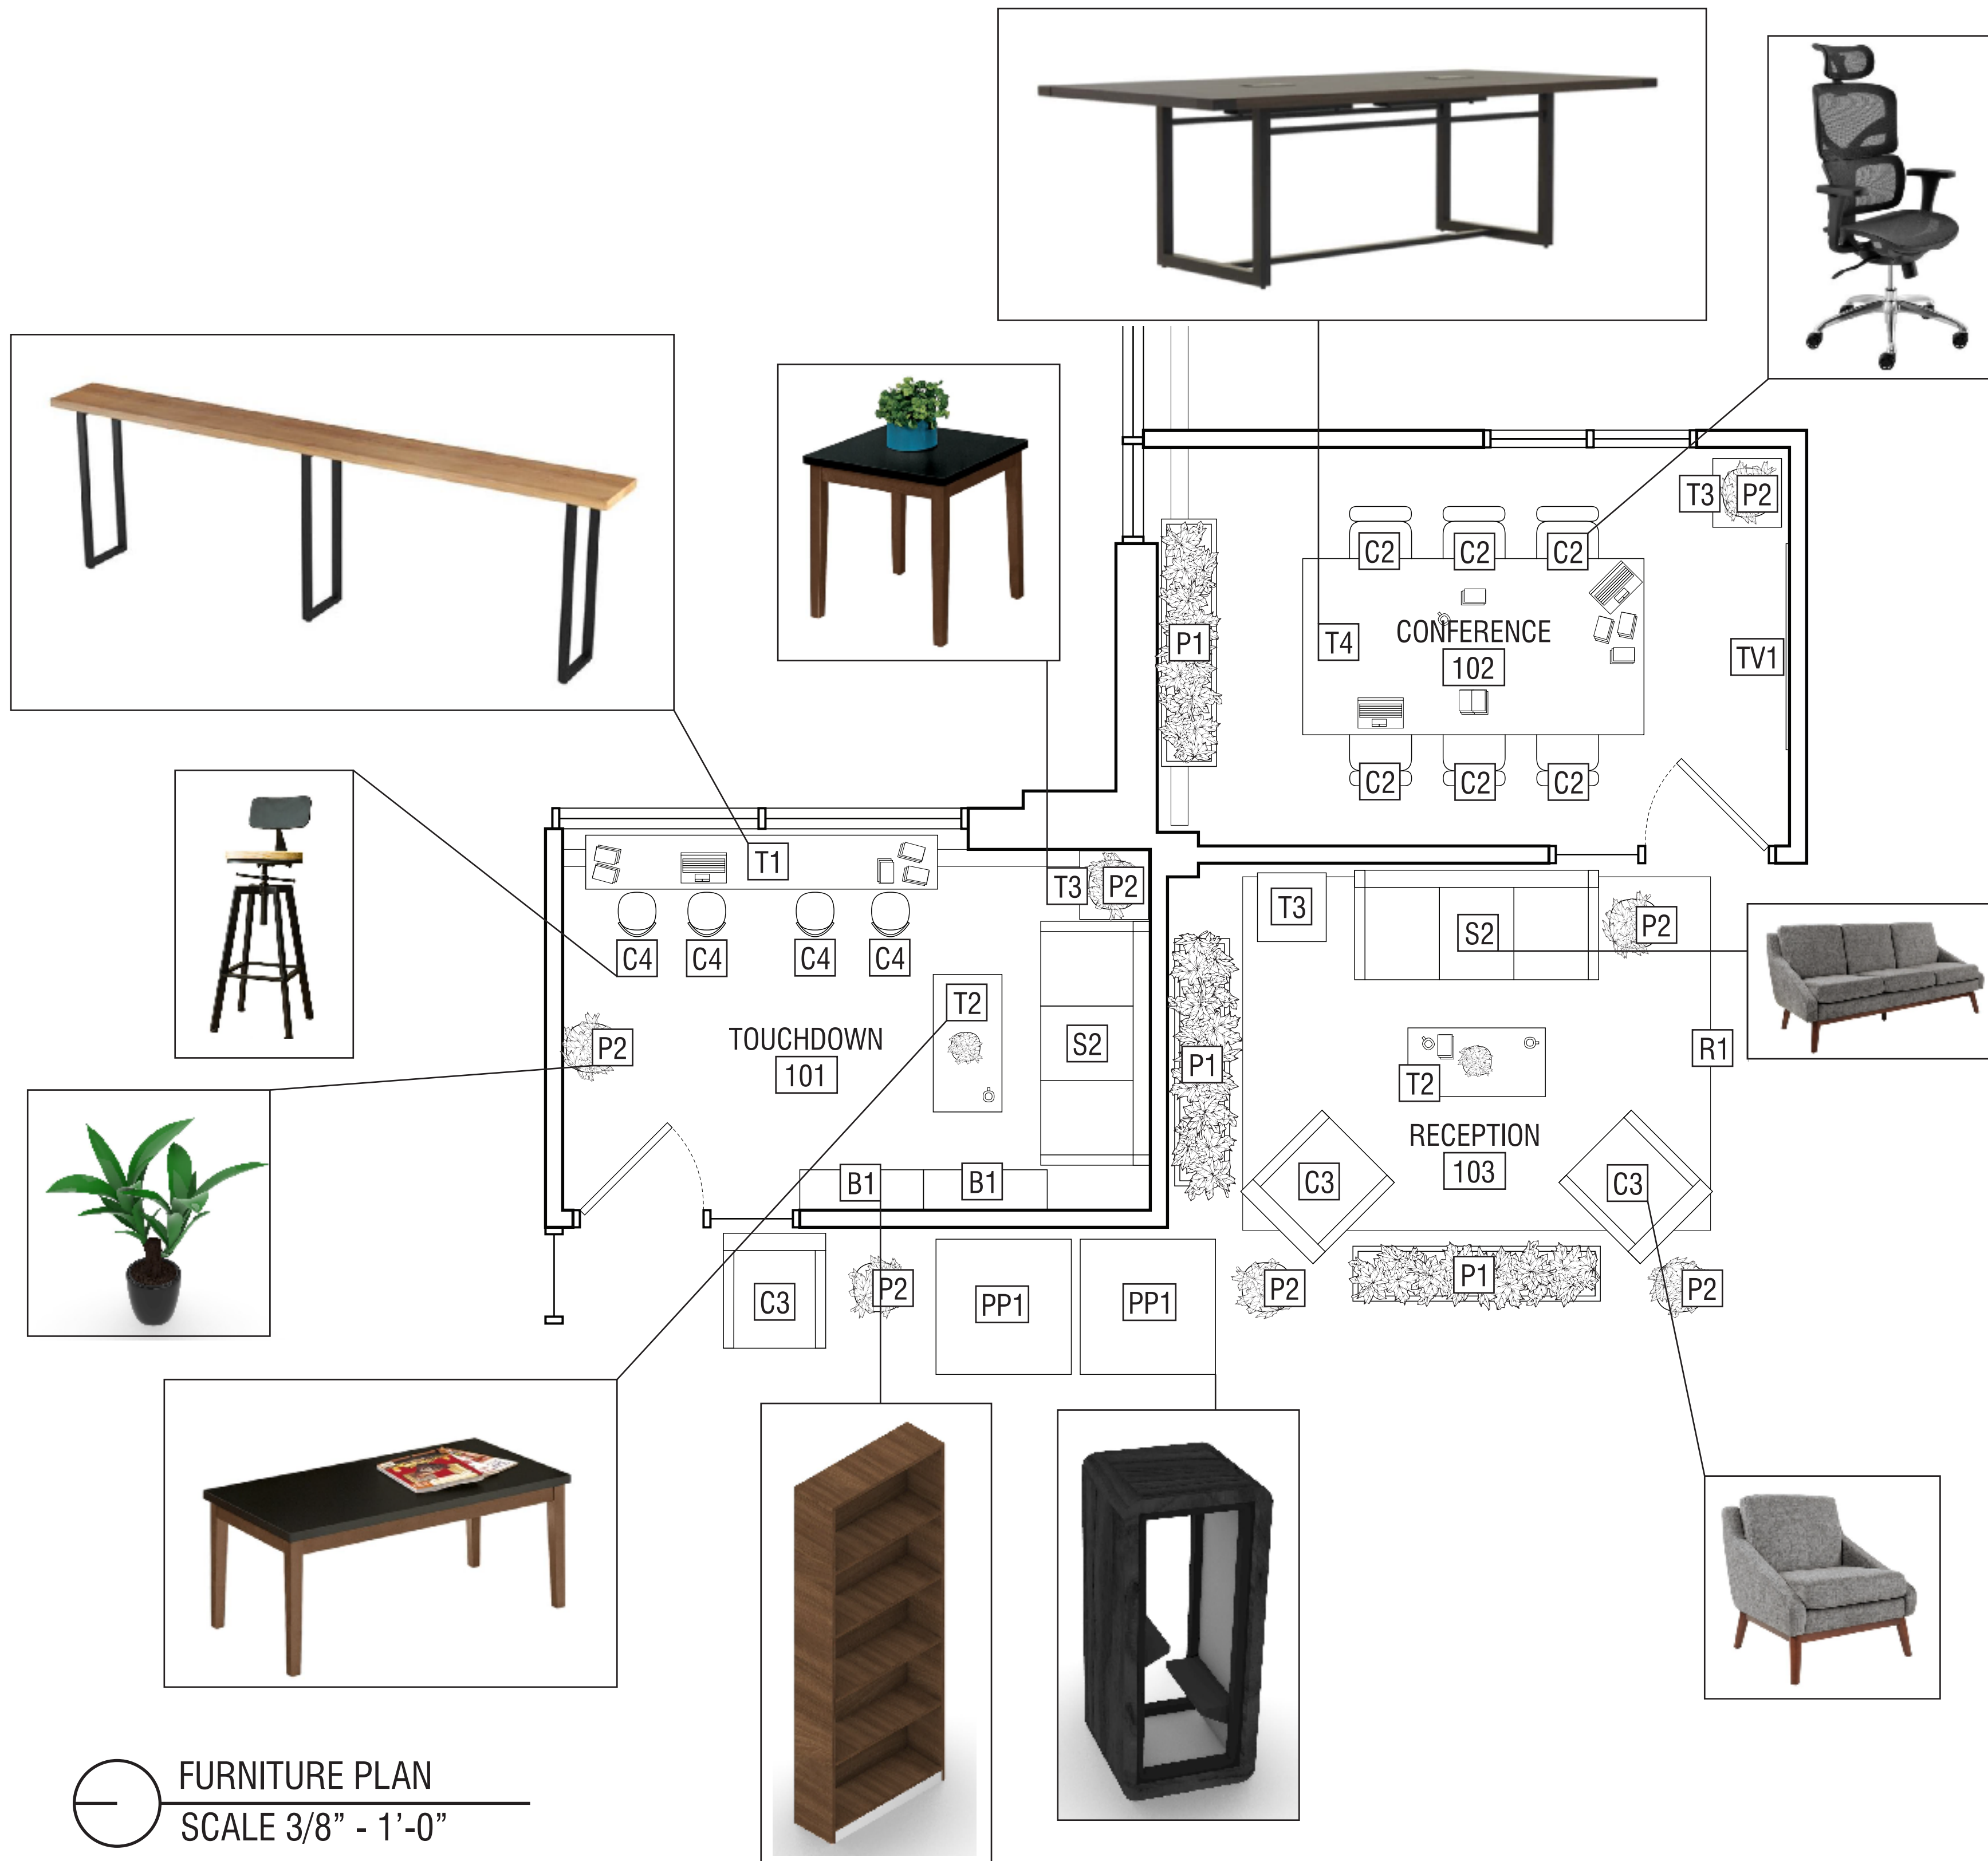 T3
P2
C2
C2
C2
P1
T4
CONFERENCE
102
TV1
C2
C2
C2
T1
T3
P2
C4
C4
C4
C4
T2
P2
TOUCHDOWN
101
S2
B1
B1
T3
S2
P2
P1
R1
T2
RECEPTION
103
C3
C3
C3
P2
PP1
PP1
P2
P1
P2
FURNITURE PLAN
SCALE 3/8” - 1’-0”